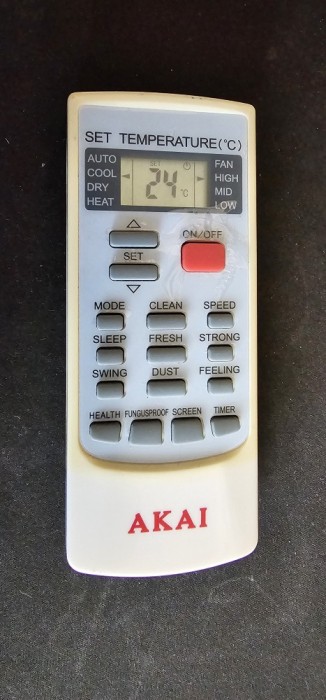 SET TEMPERATURE(°C)
AUTO
COOL
DRY
HEAT
SET
24 °C
FAN
HIGH
MID
LOW
ON/OFF
SET
MODE CLEAN SPEED
SLEEP FRESH STRONG
SWING DUST FEELING
HEALTH FUNGUSPROOF SCREEN TIMER
AKAI